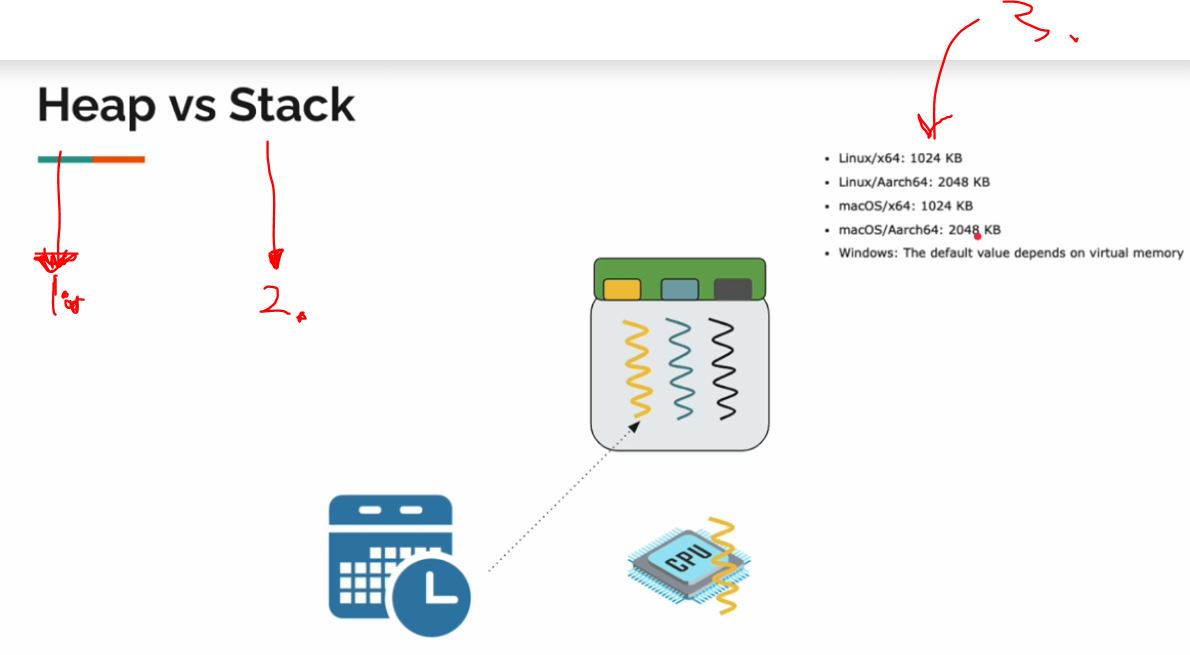 3.
Heap vs Stack
Linux/x64: 1024 KB
Linux/Aarch64: 2048 KB
macOS/x64: 1024 KB
macOS/Aarch64: 2048 KB
Windows: The default value depends on virtual memory
1.
2.
CPU